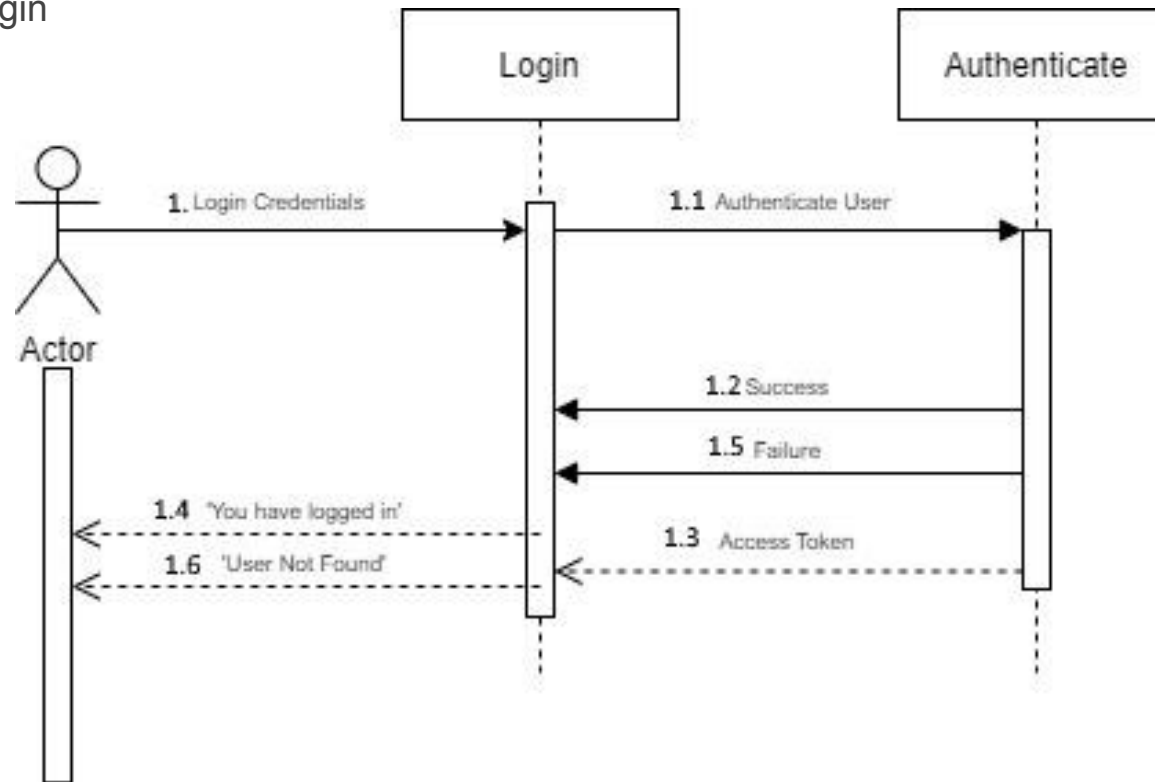 gin
Login
Authenticate
1. Login Credentials
1.1 Authenticate User
Actor
1.2 Success
1.5 Failure
1.4 'You have logged in'
1.3 Access Token
1.6 'User Not Found'